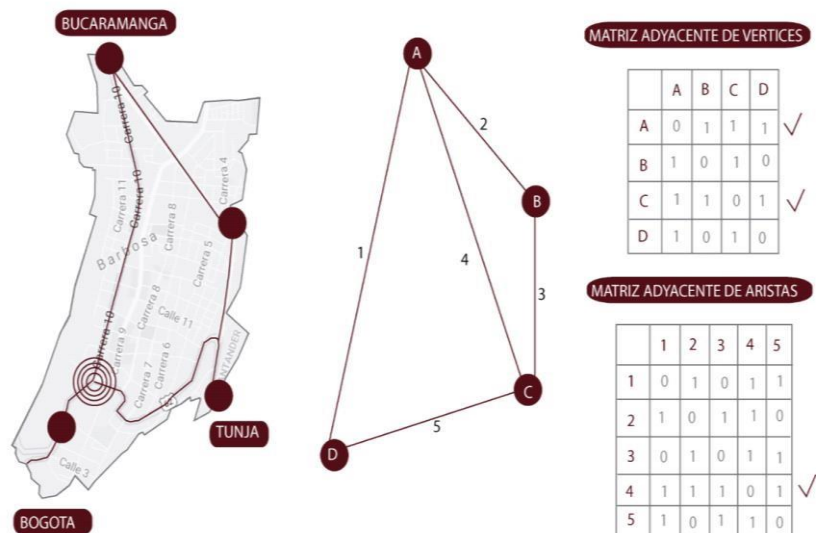 BUCARAMANGA
Carrera 10
Carrera 10
Carrera 11
Carrera 4
Carrera 8
Barbosa
Carrera 5
Carrera 8
Calle 11
Carrera 10
Carrera 9
Carrera 6
Carrera 7
Calle 3
TUNJA
BOGOTA
A
2
B
1
4
3
C
5
D
MATRIZ ADYACENTE DE VERTICES
A B C D
A 0 1 1 1 ✓
B 1 0 1 0
C 1 1 0 1 ✓
D 1 0 1 0
MATRIZ ADYACENTE DE ARISTAS
1 2 3 4 5
1 0 1 0 1 1
2 1 0 1 1 0
3 0 1 0 1 1
4 1 1 1 0 1 ✓
5 1 0 1 1 0